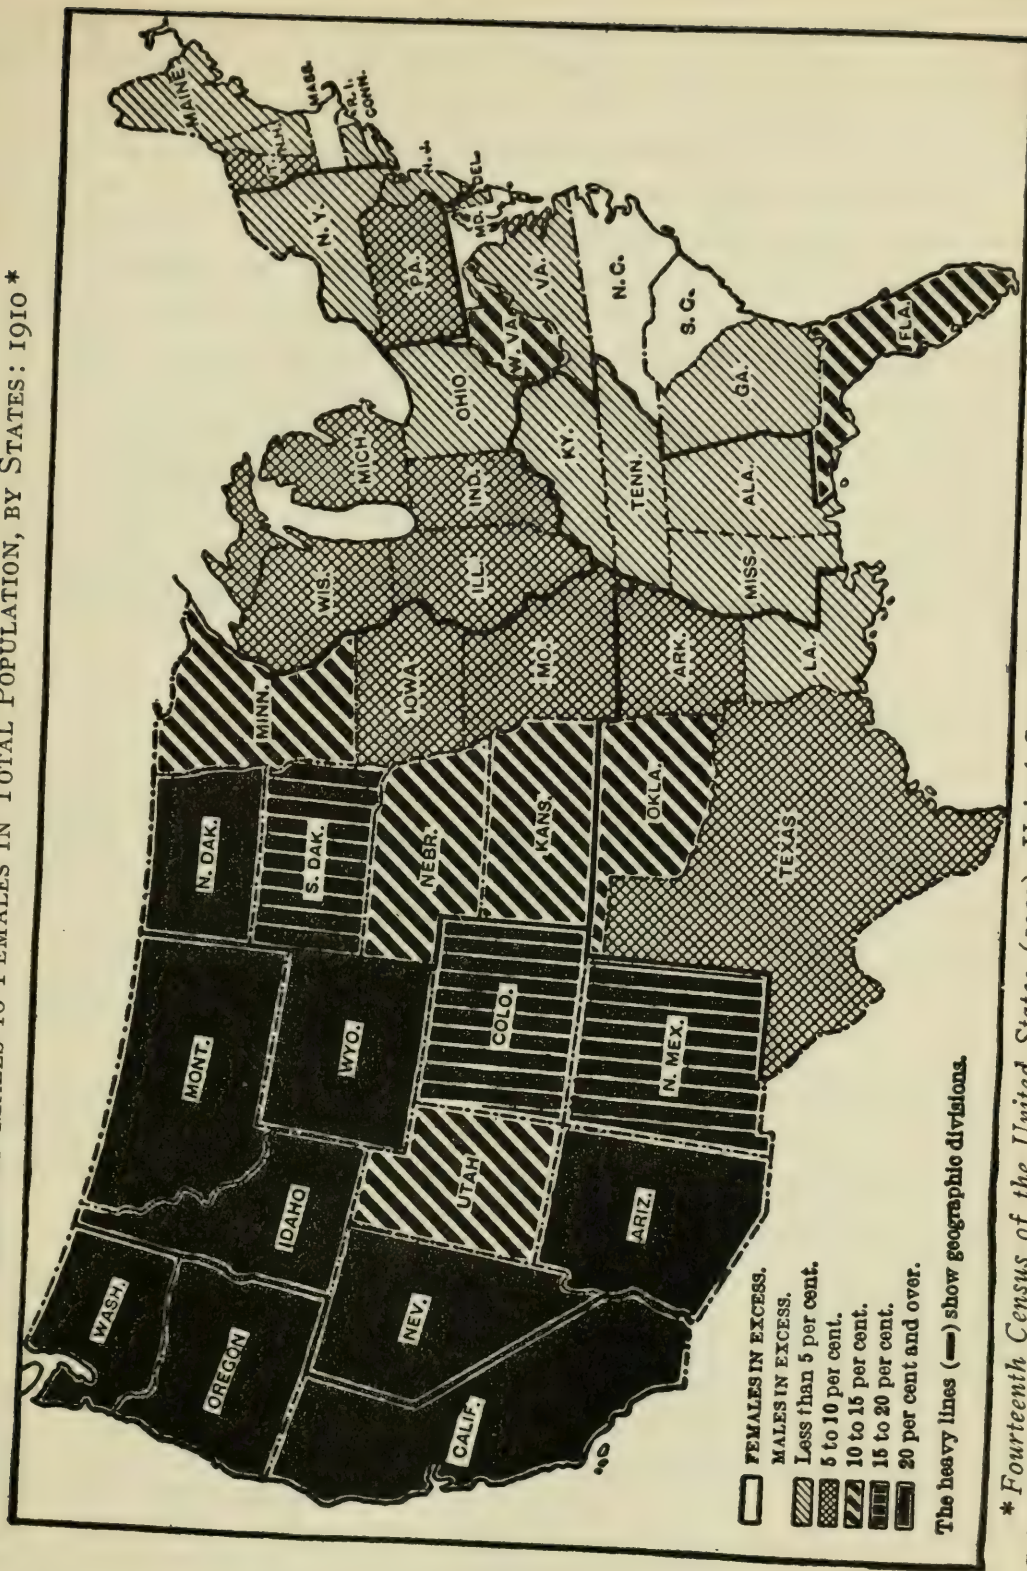 MALES TO FEMALES IN TOTAL POPULATION, BY STATES: 1910 *
WASH.
OREGON
CALIF.
NEV.
IDAHO
MONT.
WYO.
UTAH
ARIZ.
COLO.
N. MEX.
N. DAK.
S. DAK.
NEBR.
KANS.
OKLA.
TEXAS
MINN.
IOWA
MO.
ARK.
LA.
WIS.
ILL.
MICH.
IND.
OHIO
KY.
TENN.
MISS.
ALA.
GA.
FLA.
S. C.
N. C.
VA.
W. VA.
MD.
DEL.
PA.
N. J.
N. Y.
CONN.
R. I.
MASS.
VT.
N.H.
MAINE
FEMALES IN EXCESS.
MALES IN EXCESS.
Less than 5 per cent.
5 to 10 per cent.
10 to 15 per cent.
15 to 20 per cent.
20 per cent and over.
The heavy lines (—) show geographic divisions.
* Fourteenth Census of the United States